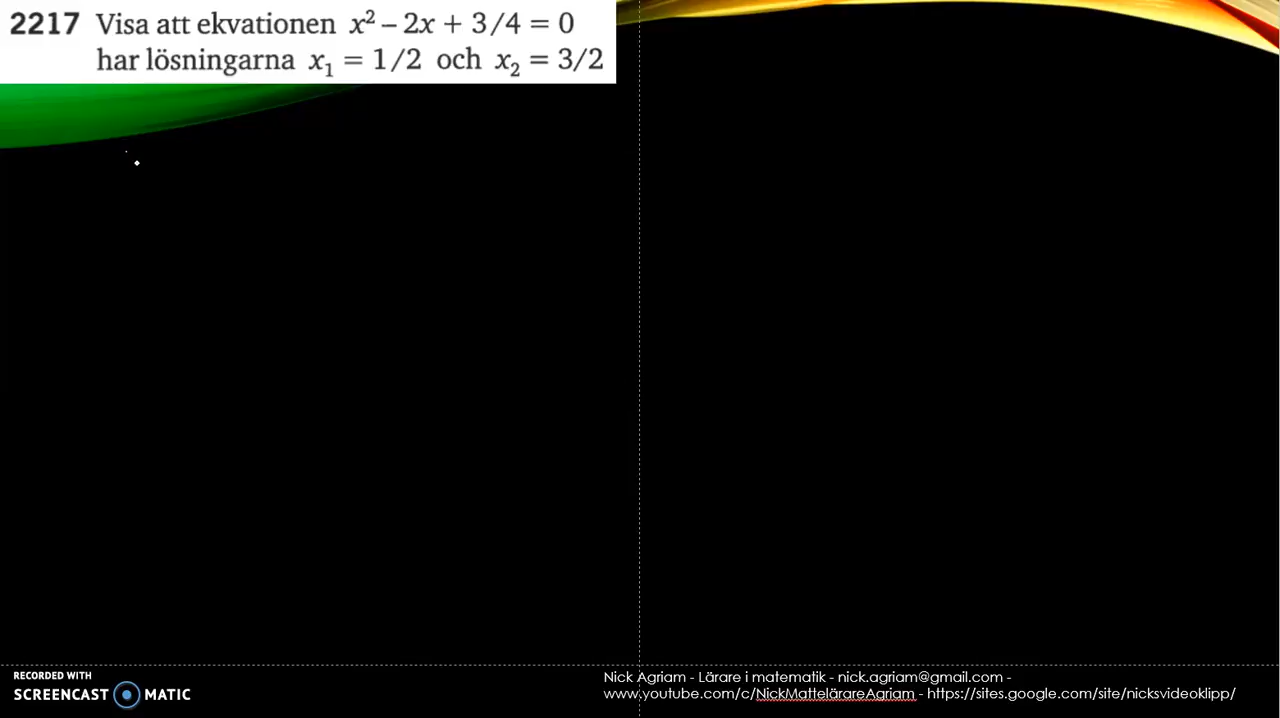 2217 Visa att ekvationen x² – 2x + 3/4 = 0
har lösningarna x₁ = 1/2 och x₂ = 3/2
RECORDED WITH
SCREENCAST MATIC
Nick Agriam - Lärare i matematik - nick.agriam@gmail.com -
www.youtube.com/c/NickMattelärareAgriam - https://sites.google.com/site/nicksvideoklipp/